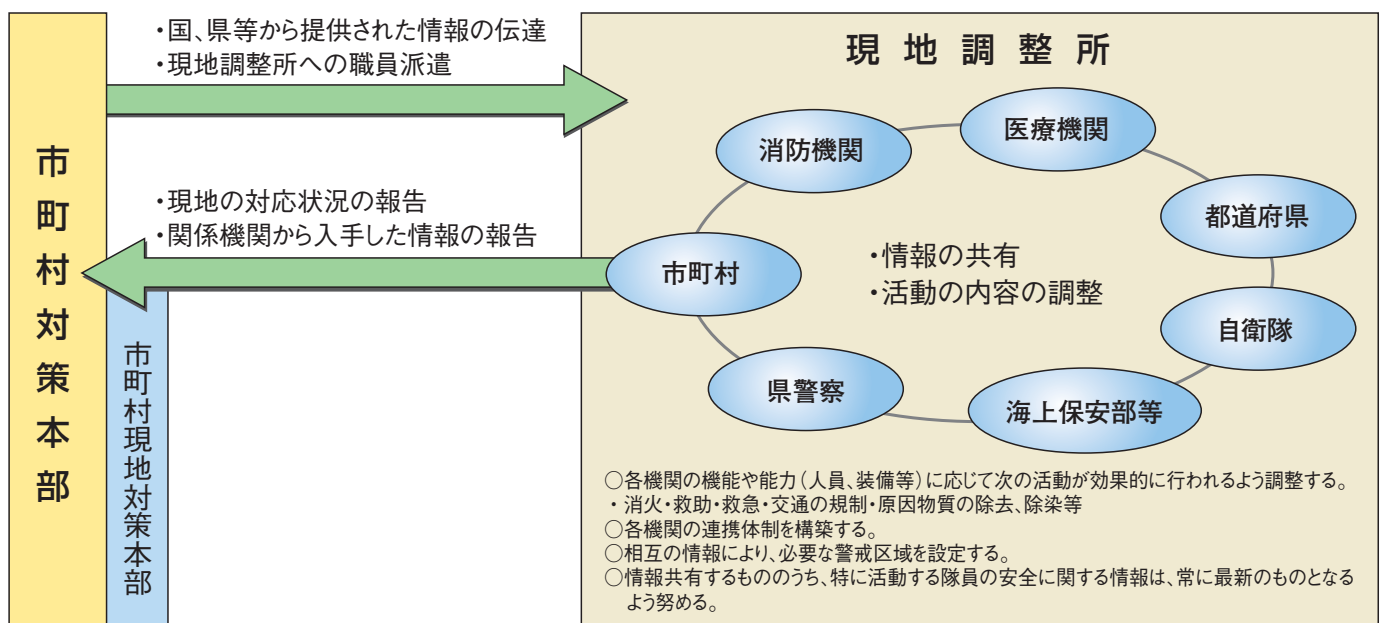 市町村対策本部
市町村現地対策本部
・国、県等から提供された情報の伝達
・現地調整所への職員派遣
・現地の対応状況の報告
・関係機関から入手した情報の報告
現地調整所
消防機関
医療機関
都道府県
自衛隊
海上保安部等
県警察
市町村
・情報の共有
・活動の内容の調整
○各機関の機能や能力（人員、装備等）に応じて次の活動が効果的に行われるよう調整する。
・消火・救助・救急・交通の規制・原因物質の除去、除染等
○各機関の連携体制を構築する。
○相互の情報により、必要な警戒区域を設定する。
○情報共有するもののうち、特に活動する隊員の安全に関する情報は、常に最新のものとなる
よう努める。